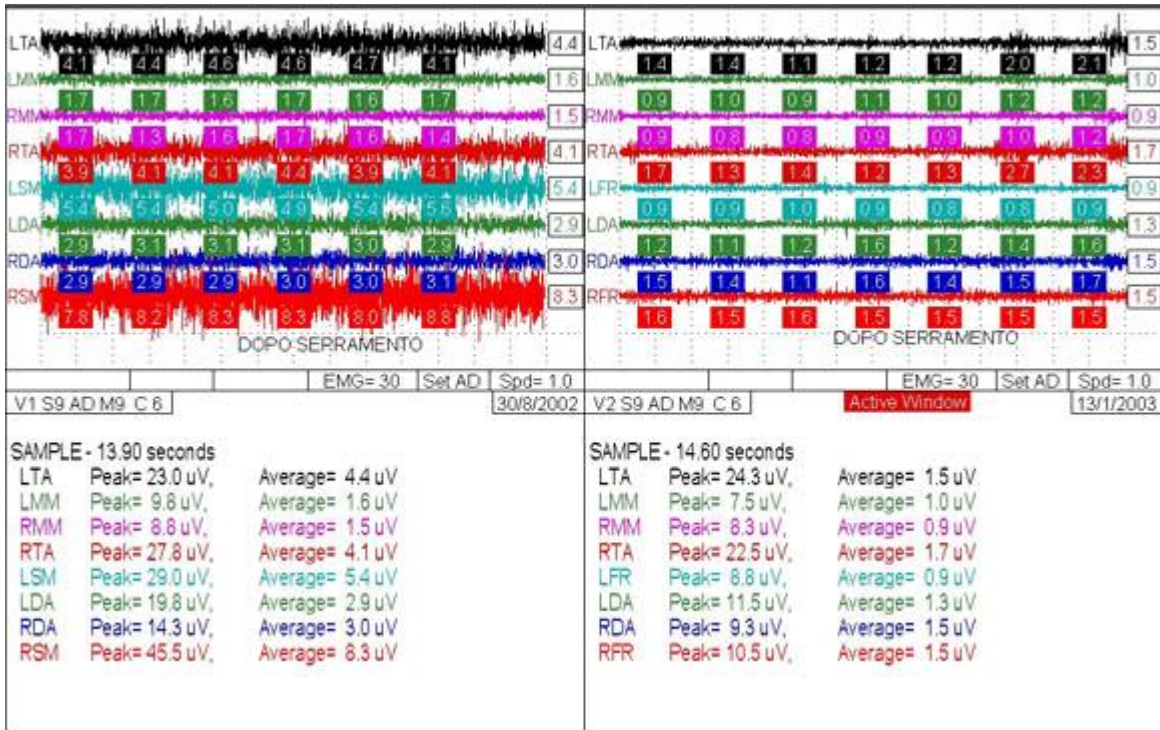 LTA 4.4
4.1 4.4 4.6 4.6 4.7 4.1
LMM 1.6
1.7 1.7 1.6 1.7 1.6 1.7
RMM 1.5
1.7 1.3 1.6 1.7 1.6 1.4
RTA 4.1
3.9 4.1 4.1 4.4 3.9 4.1
LSM 5.4
5.4 5.4 5.0 4.9 5.4 5.6
LDA 2.9
2.9 3.1 3.1 3.1 3.0 2.9
RDA 3.0
2.9 2.9 2.9 3.0 3.0 3.1
RSM 8.3
7.8 8.2 8.3 8.3 8.0 8.8
DOPO SERRAMENTO
EMG= 30 Set AD Spd= 1.0
V1 S9 AD M9 C 6 30/8/2002
SAMPLE - 13.90 seconds
LTA Peak= 23.0 uV, Average= 4.4 uV
LMM Peak= 9.8 uV, Average= 1.6 uV
RMM Peak= 8.8 uV, Average= 1.5 uV
RTA Peak= 27.8 uV, Average= 4.1 uV
LSM Peak= 29.0 uV, Average= 5.4 uV
LDA Peak= 19.8 uV, Average= 2.9 uV
RDA Peak= 14.3 uV, Average= 3.0 uV
RSM Peak= 45.5 uV, Average= 8.3 uV
LTA 1.5
1.4 1.4 1.1 1.2 1.2 2.0 2.1
LMM 1.0
0.9 1.0 0.9 1.1 1.0 1.2 1.2
RMM 0.9
0.9 0.8 0.8 0.9 0.9 1.0 1.2
RTA 1.7
1.7 1.3 1.4 1.2 1.3 2.7 2.3
LFR 0.9
0.9 0.9 1.0 0.9 0.8 0.8 0.9
LDA 1.3
1.2 1.1 1.2 1.6 1.2 1.4 1.6
RDA 1.5
1.5 1.4 1.1 1.6 1.4 1.5 1.7
RFR 1.5
1.6 1.5 1.6 1.5 1.5 1.5 1.5
DOPO SERRAMENTO
EMG= 30 Set AD Spd= 1.0
V2 S9 AD M9 C 6 Active Window 13/1/2003
SAMPLE - 14.60 seconds
LTA Peak= 24.3 uV, Average= 1.5 uV
LMM Peak= 7.5 uV, Average= 1.0 uV
RMM Peak= 8.3 uV, Average= 0.9 uV
RTA Peak= 22.5 uV, Average= 1.7 uV
LFR Peak= 8.8 uV, Average= 0.9 uV
LDA Peak= 11.5 uV, Average= 1.3 uV
RDA Peak= 9.3 uV, Average= 1.5 uV
RFR Peak= 10.5 uV, Average= 1.5 uV